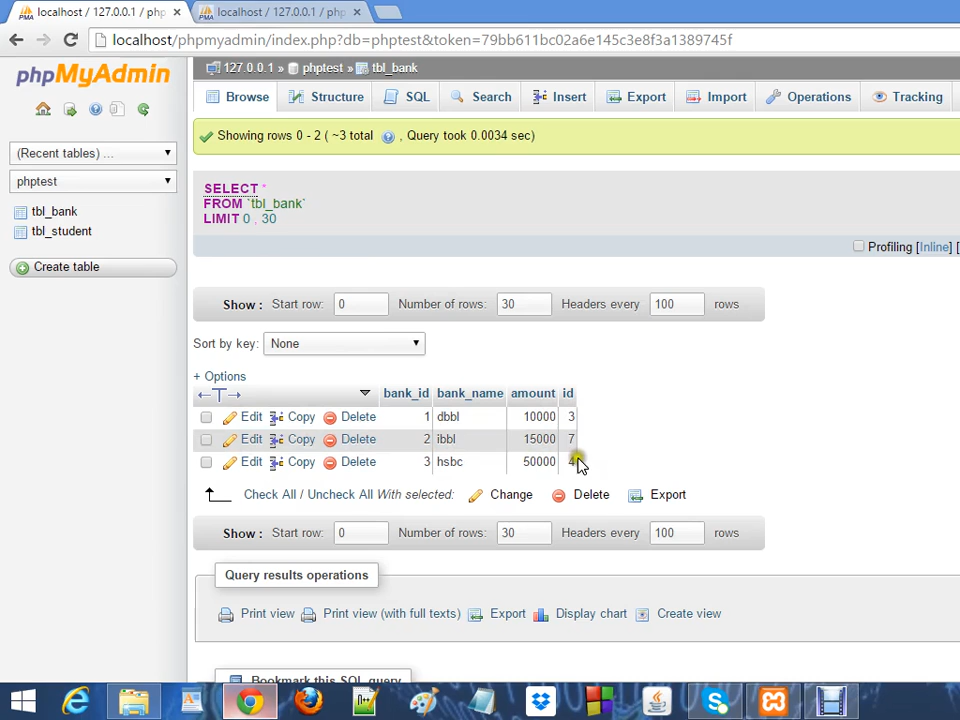 localhost / 127.0.0.1 / php × localhost / 127.0.0.1 / php ×
localhost/phpmyadmin/index.php?db=phptest&token=79bb611bc02a6e145c3e8f3a1389745f
phpMyAdmin
127.0.0.1 » phptest » tbl_bank
Browse Structure SQL Search Insert Export Import Operations Tracking
Showing rows 0 - 2 ( ~3 total , Query took 0.0034 sec)
(Recent tables) ...
phptest
tbl_bank
tbl_student
Create table
SELECT *
FROM `tbl_bank`
LIMIT 0 , 30
Profiling [Inline] [
Show : Start row: 0 Number of rows: 30 Headers every 100 rows
Sort by key: None
+ Options
←T→ bank_id bank_name amount id
Edit Copy Delete 1 dbbl 10000 3
Edit Copy Delete 2 ibbl 15000 7
Edit Copy Delete 3 hsbc 50000 4
Check All / Uncheck All With selected: Change Delete Export
Show : Start row: 0 Number of rows: 30 Headers every 100 rows
Query results operations
Print view Print view (with full texts) Export Display chart Create view
Bookmark this SQL query